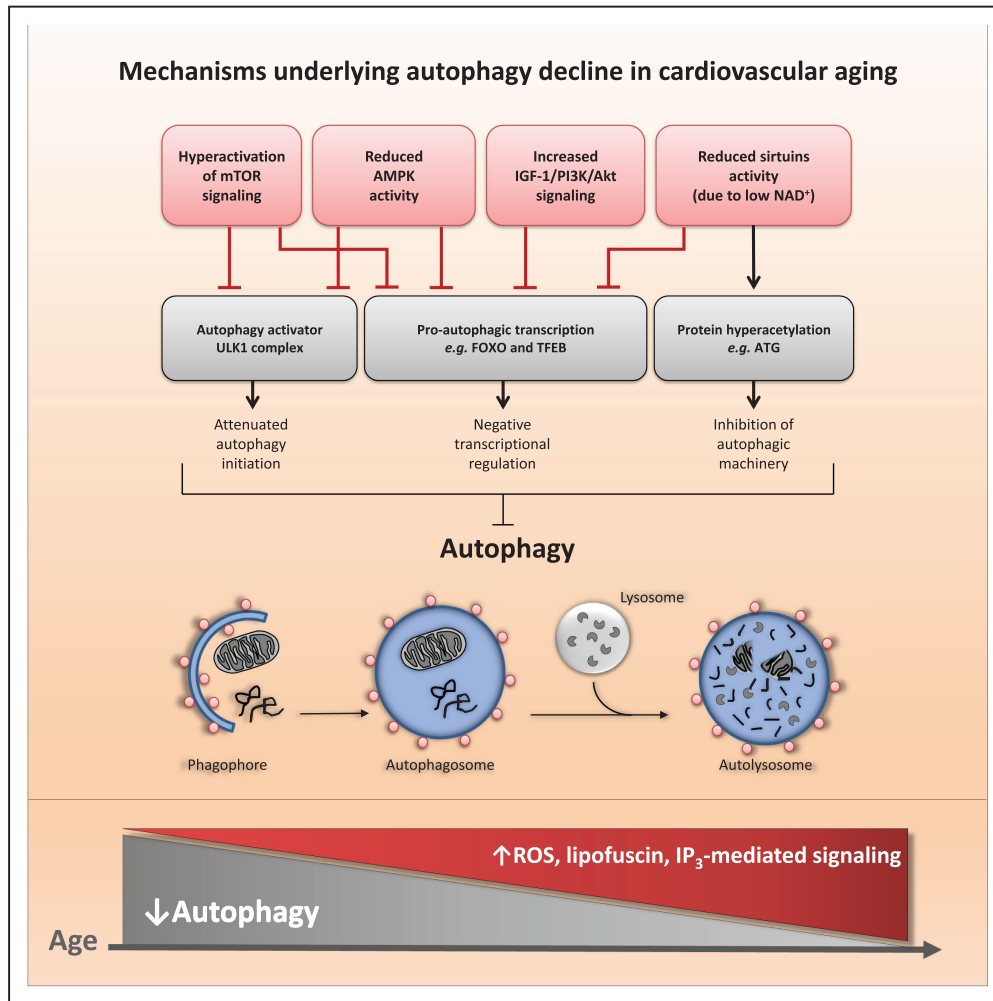 Mechanisms underlying autophagy decline in cardiovascular aging
Hyperactivation
of mTOR
signaling
Reduced
AMPK
activity
Increased
IGF-1/PI3K/Akt
signaling
Reduced sirtuins
activity
(due to low NAD⁺)
Autophagy activator
ULK1 complex
Pro-autophagic transcription
e.g. FOXO and TFEB
Protein hyperacetylation
e.g. ATG
Attenuated
autophagy
initiation
Negative
transcriptional
regulation
Inhibition of
autophagic
machinery
Autophagy
Lysosome
Phagophore
Autophagosome
Autolysosome
↑ROS, lipofuscin, IP₃-mediated signaling
↓Autophagy
Age